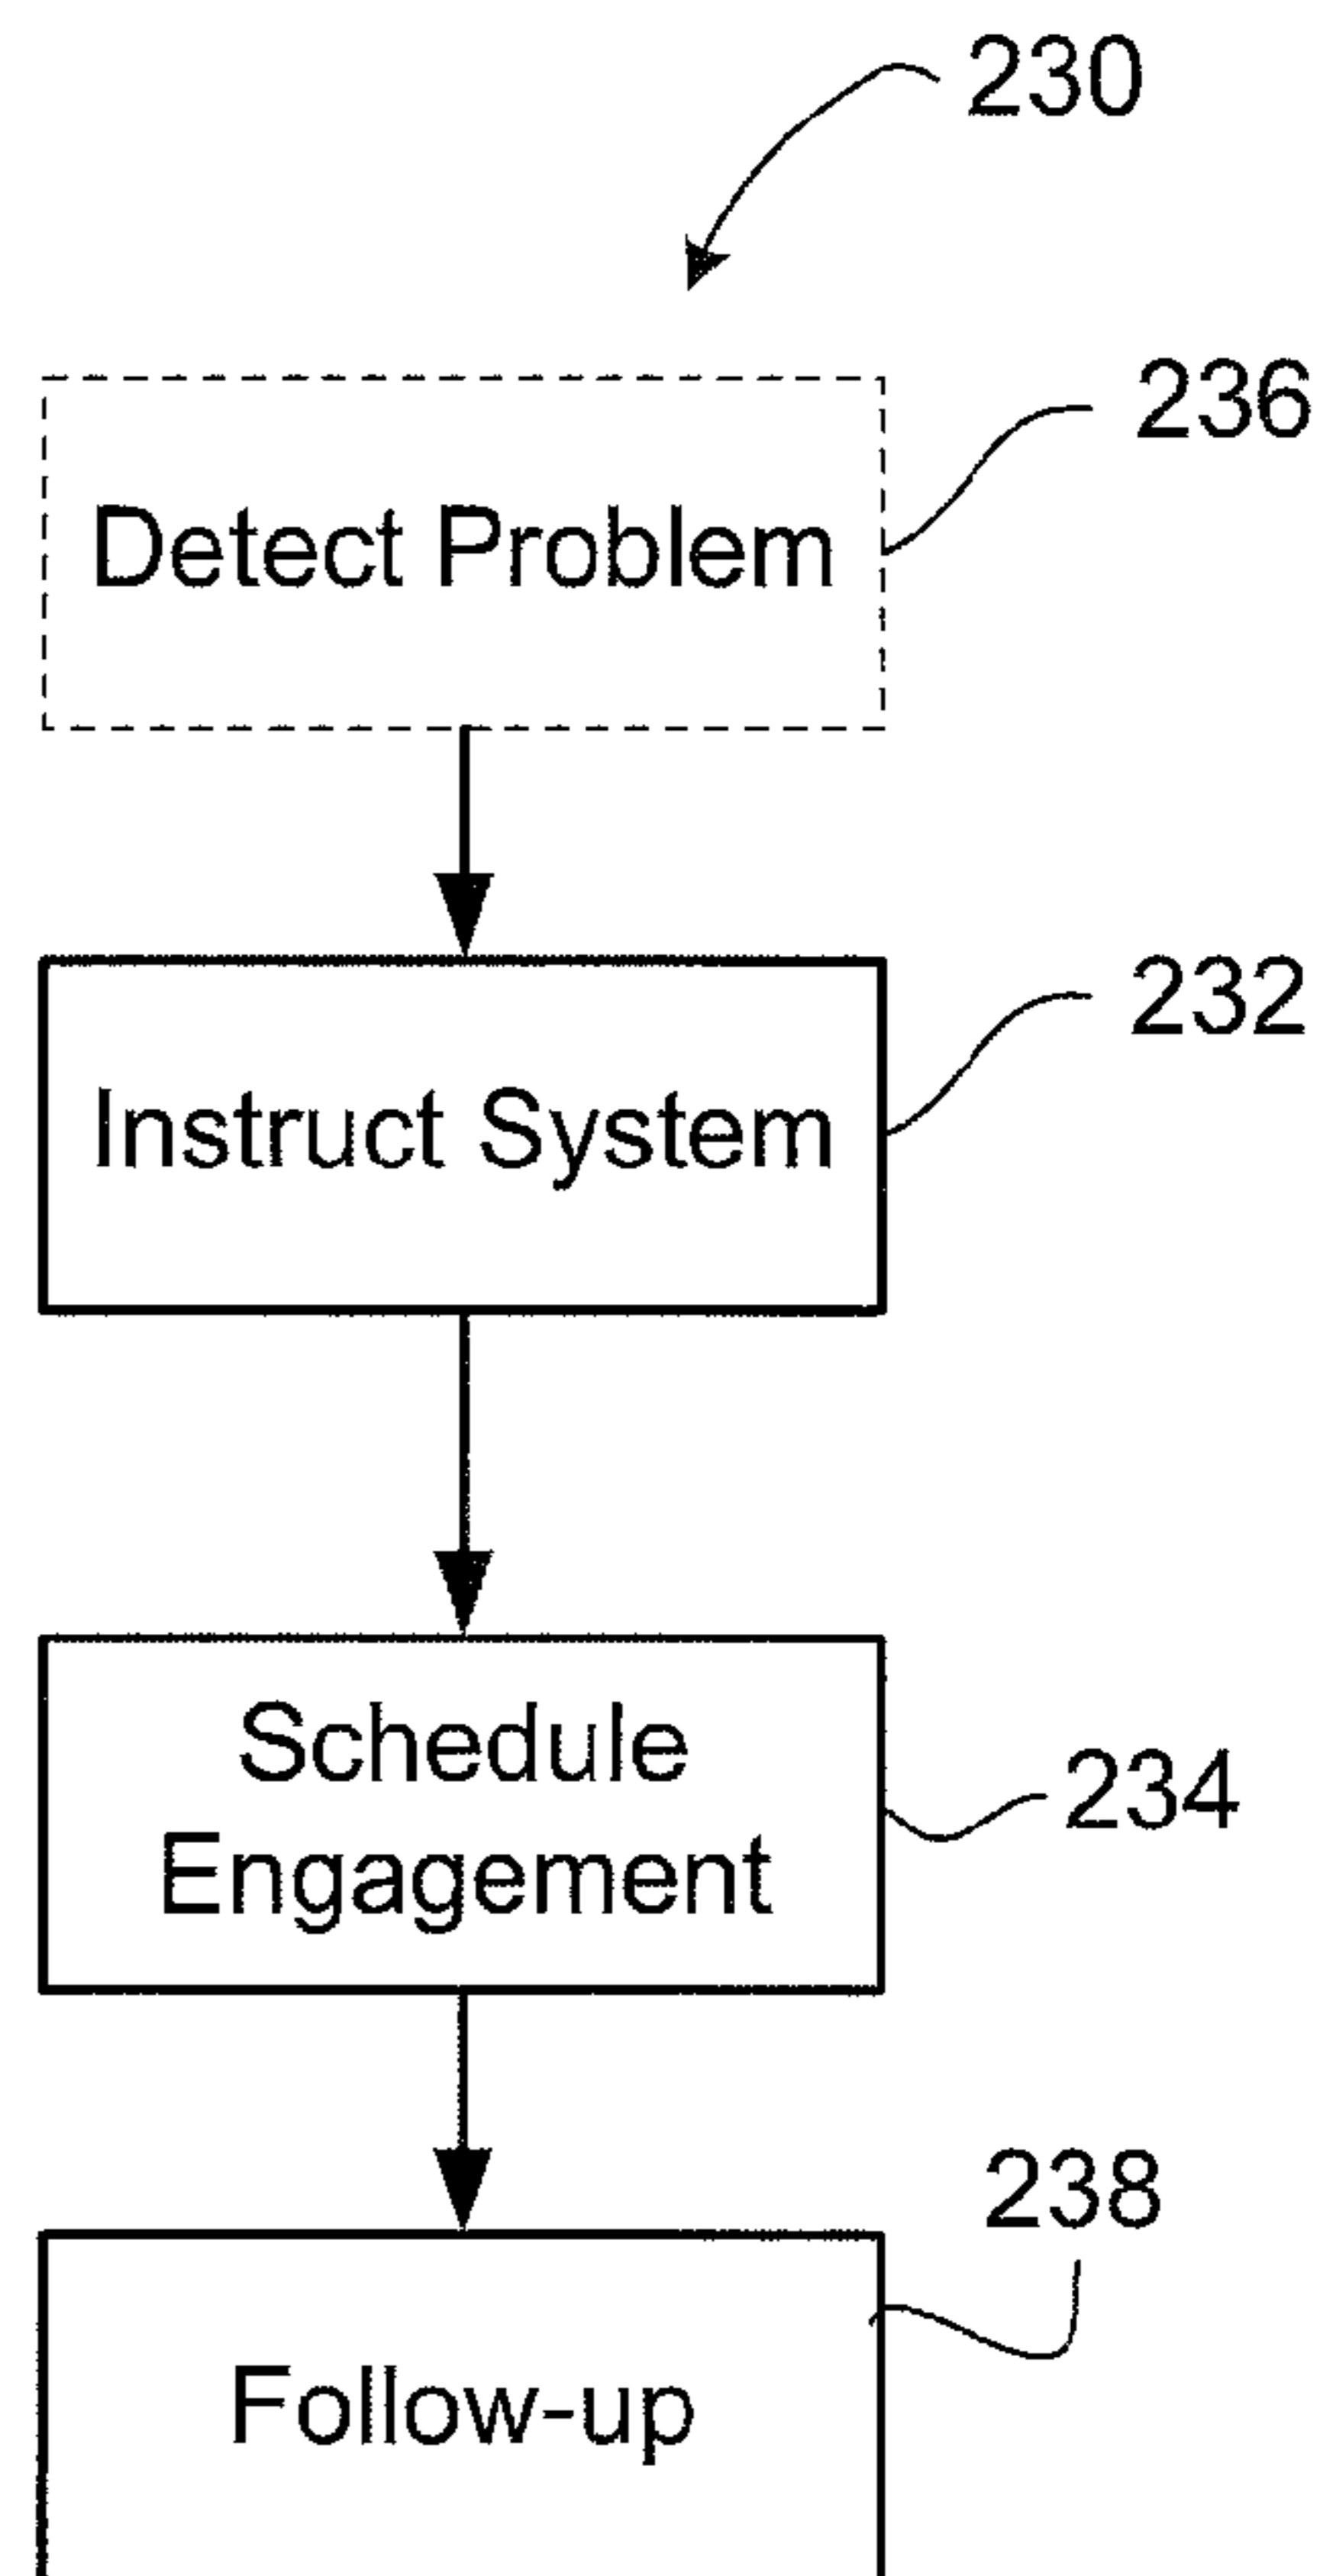 230
236
Detect Problem
232
Instruct System
Schedule
234
Engagement
238
Follow-up